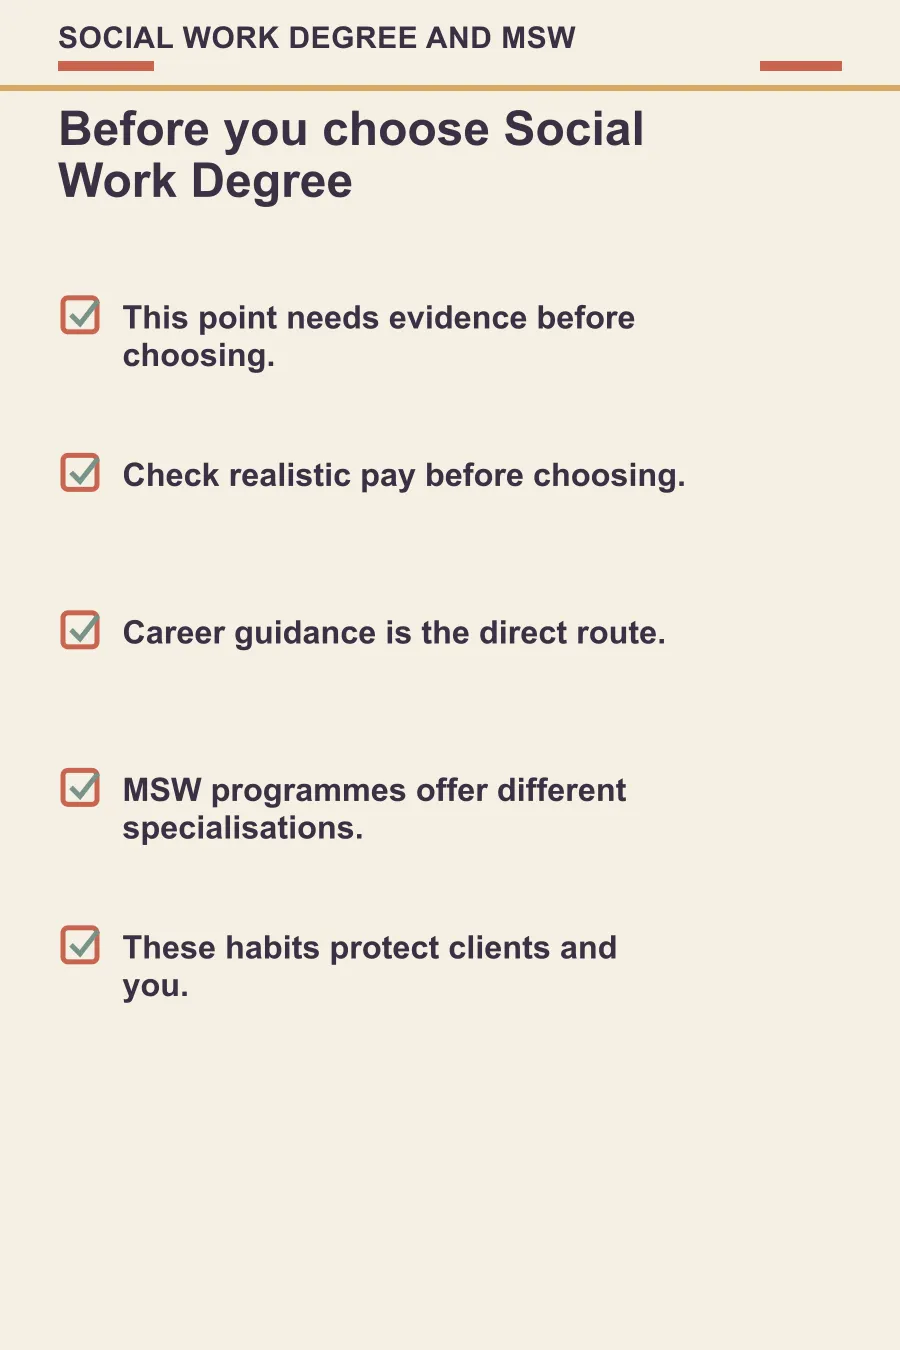 SOCIAL WORK DEGREE AND MSW
Before you choose Social
Work Degree
This point needs evidence before
choosing.
Check realistic pay before choosing.
Career guidance is the direct route.
MSW programmes offer different
specialisations.
These habits protect clients and
you.